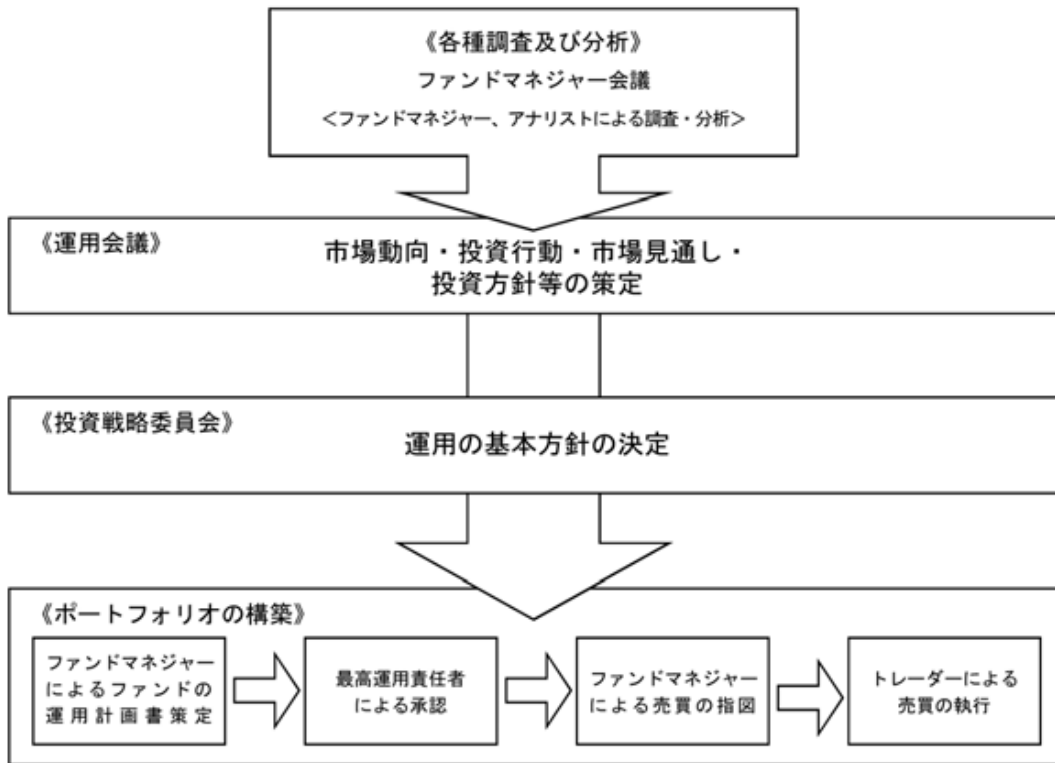 《各種調査及び分析》
ファンドマネジャー会議
＜ファンドマネジャー、アナリストによる調査・分析＞
《運用会議》
市場動向・投資行動・市場見通し・
投資方針等の策定
《投資戦略委員会》
運用の基本方針の決定
《ポートフォリオの構築》
ファンドマネジャー
によるファンドの
運用計画書策定
最高運用責任者
による承認
ファンドマネジャー
による売買の指図
トレーダーによる
売買の執行